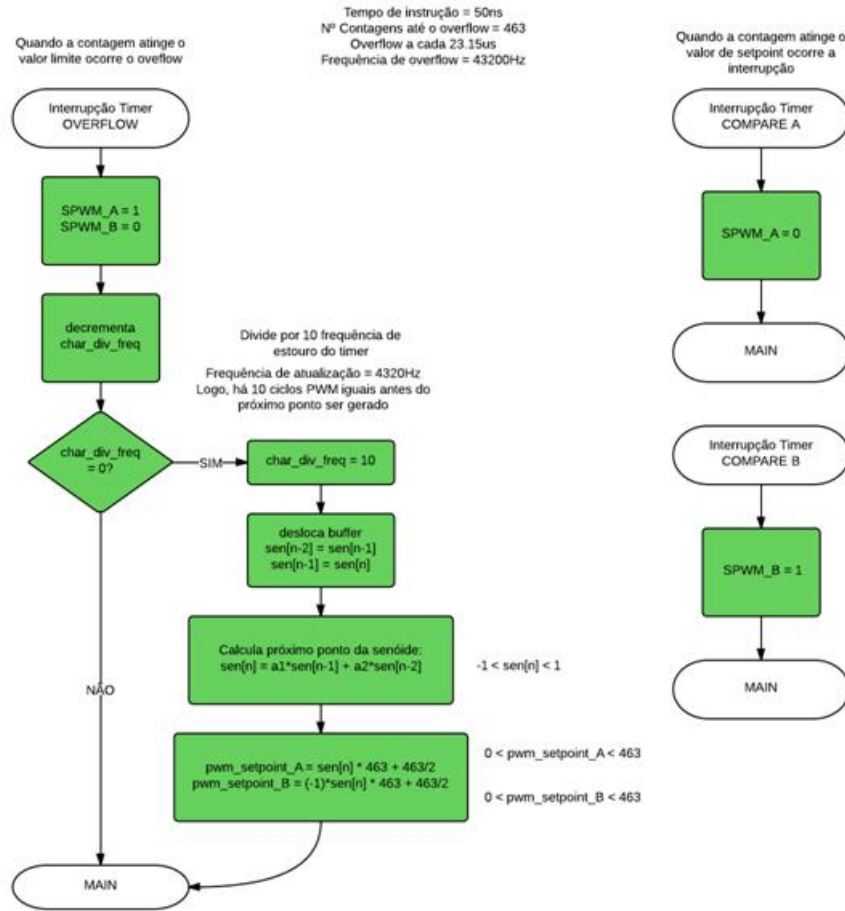 Tempo de instrução = 50ns
Nº Contagens até o overflow = 463
Overflow a cada 23.15us
Frequência de overflow = 43200Hz
Quando a contagem atinge o
valor limite ocorre o oveflow
Interrupção Timer
OVERFLOW
SPWM_A = 1
SPWM_B = 0
decrementa
char_div_freq
char_div_freq
= 0?
SIM
NÃO
Divide por 10 frequência de
estouro do timer
Frequência de atualização = 4320Hz
Logo, há 10 ciclos PWM iguais antes do
próximo ponto ser gerado
char_div_freq = 10
desloca buffer
sen[n-2] = sen[n-1]
sen[n-1] = sen[n]
Calcula próximo ponto da senóide:
sen[n] = a1*sen[n-1] + a2*sen[n-2]
-1 < sen[n] < 1
pwm_setpoint_A = sen[n] * 463 + 463/2
pwm_setpoint_B = (-1)*sen[n] * 463 + 463/2
0 < pwm_setpoint_A < 463
0 < pwm_setpoint_B < 463
MAIN
Quando a contagem atinge o
valor de setpoint ocorre a
interrupção
Interrupção Timer
COMPARE A
SPWM_A = 0
MAIN
Interrupção Timer
COMPARE B
SPWM_B = 1
MAIN